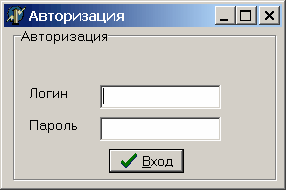 Авторизация
Авторизация
Логин
Пароль
Вход